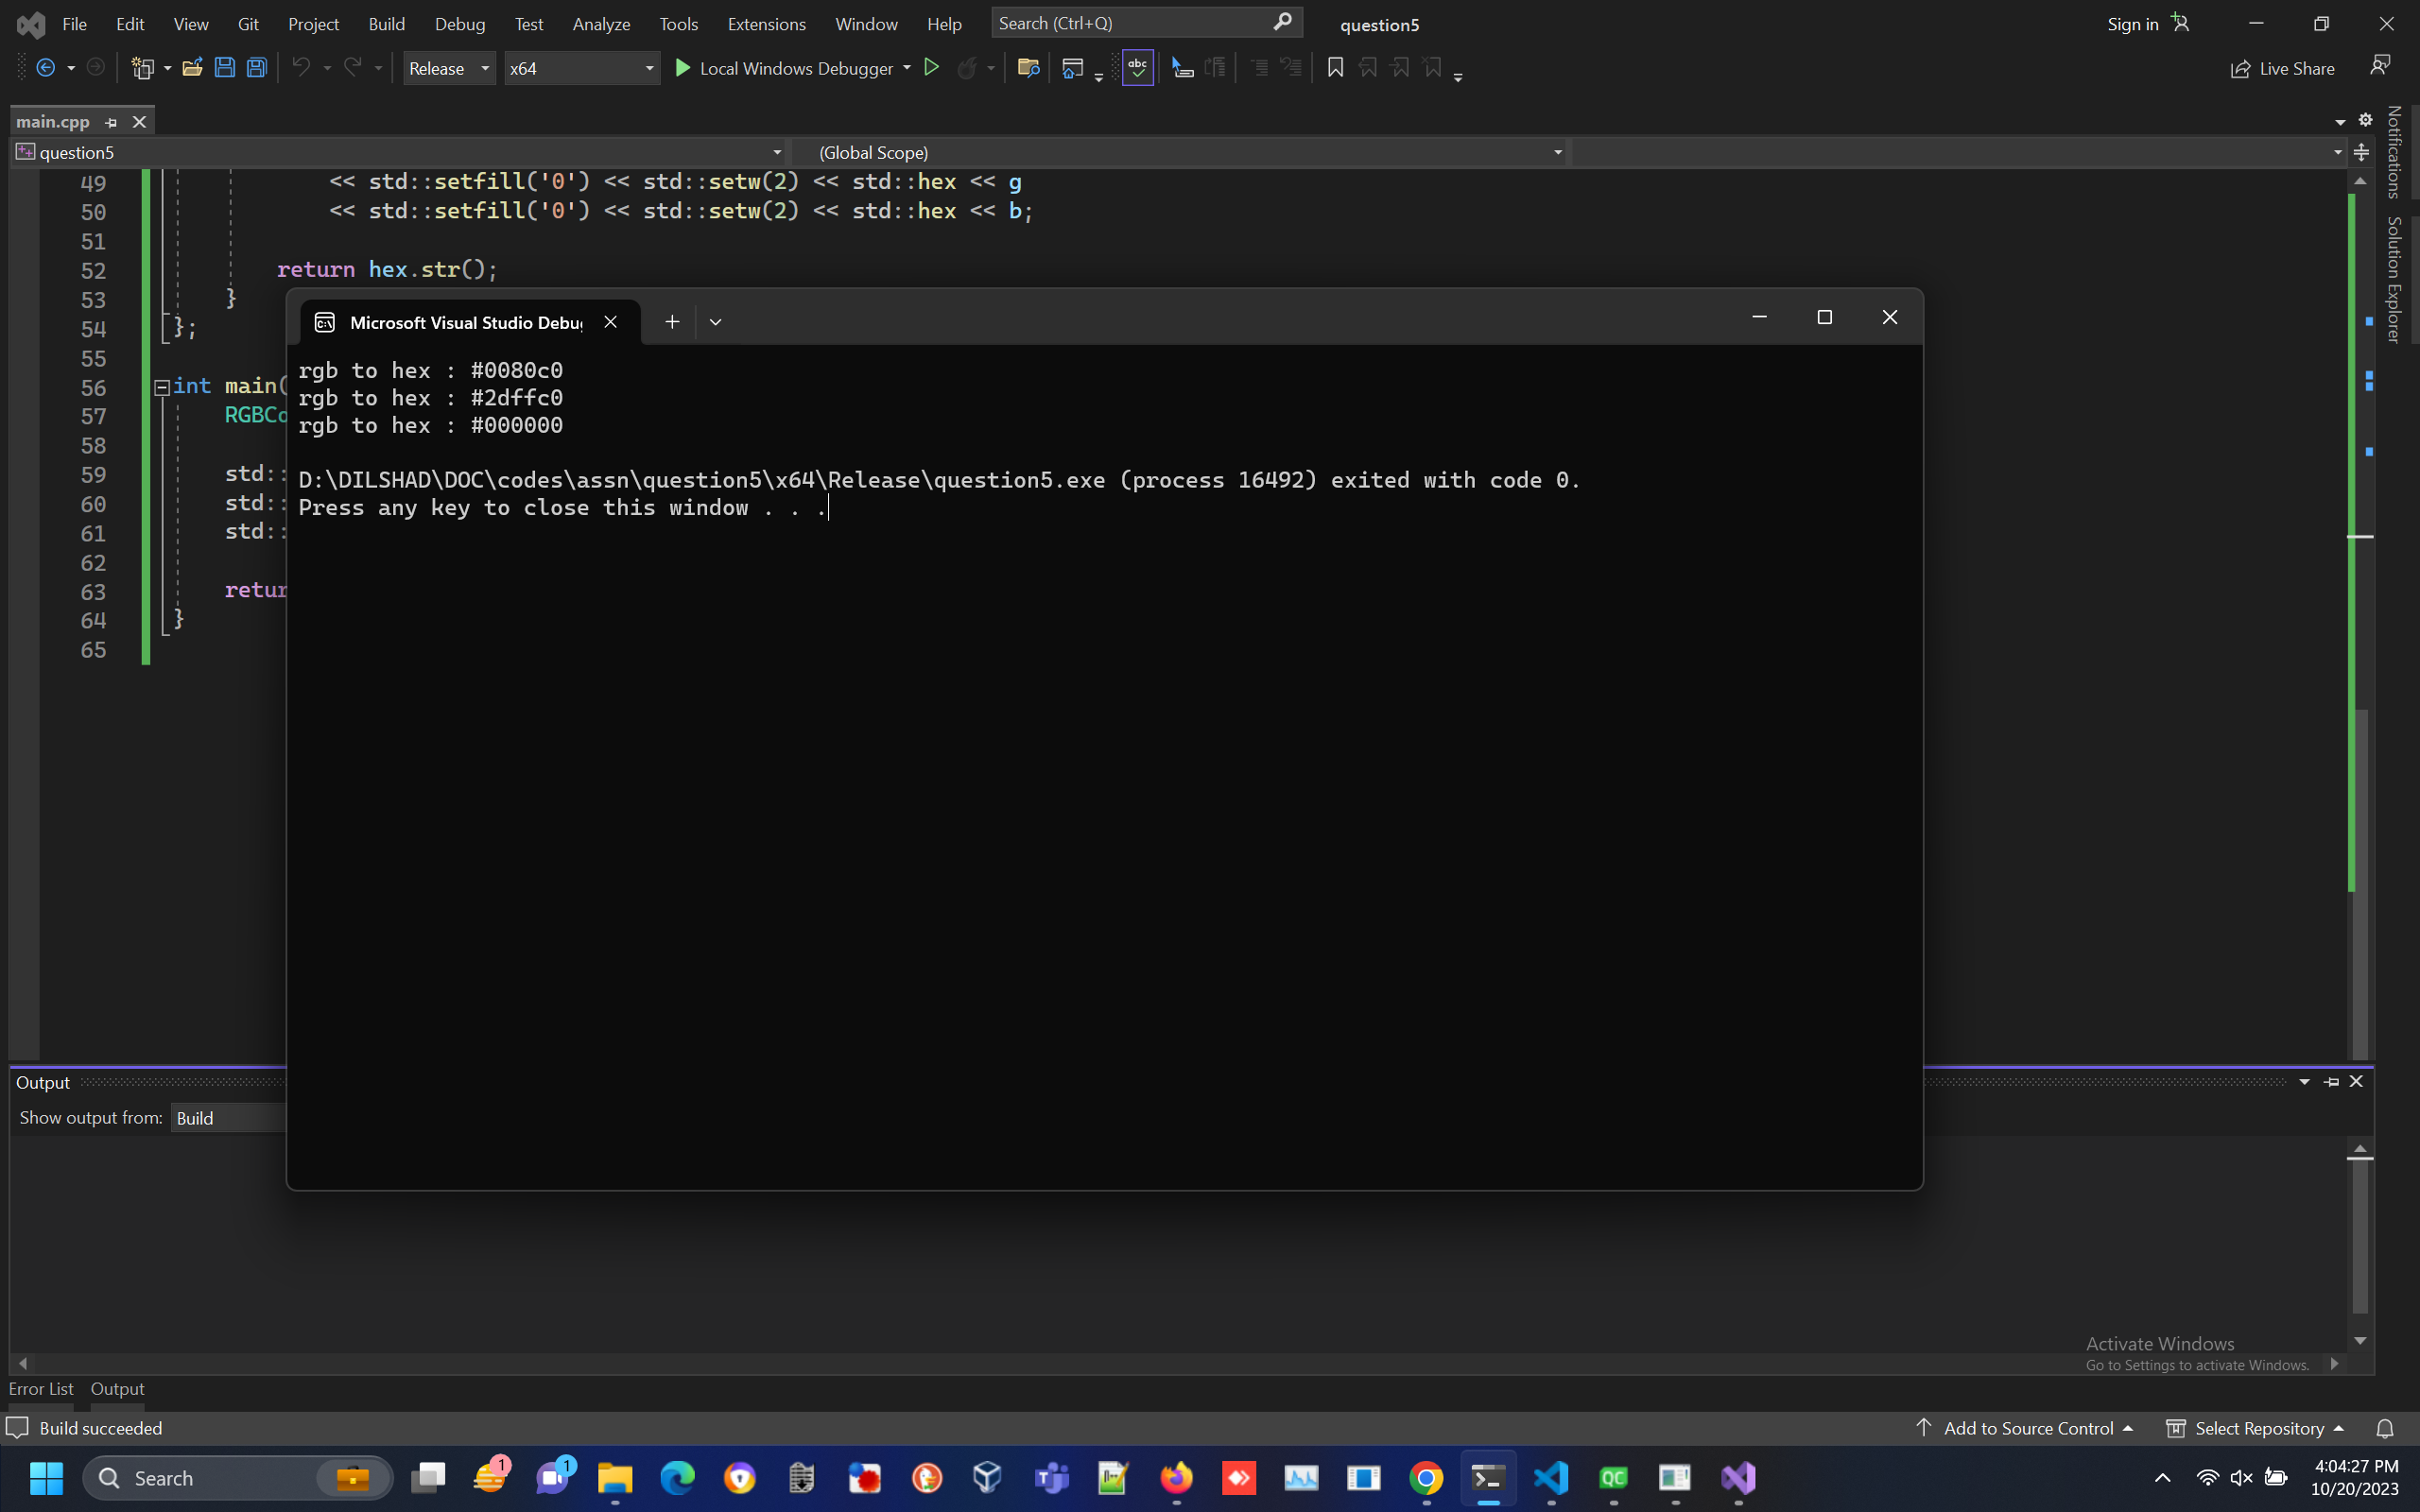 File Edit View Git Project Build Debug Test Analyze Tools Extensions Window Help Search (Ctrl+Q) question5 Sign in
Release x64 Local Windows Debugger abc Live Share
main.cpp
question5 (Global Scope)
Notifications
Solution Explorer
49 << std::setfill('0') << std::setw(2) << std::hex << g
50 << std::setfill('0') << std::setw(2) << std::hex << b;
51
52 return hex.str();
53 }
54 };
55
56 int main(
57 RGBCo
58
59 std::
60 std::
61 std::
62
63 retur
64 }
65
Microsoft Visual Studio Debu
rgb to hex : #0080c0
rgb to hex : #2dffc0
rgb to hex : #000000
D:\DILSHAD\DOC\codes\assn\question5\x64\Release\question5.exe (process 16492) exited with code 0.
Press any key to close this window . . .
Output
Show output from: Build
Activate Windows
Go to Settings to activate Windows.
Error List Output
Build succeeded Add to Source Control Select Repository
Search 1 1 QC
4:04:27 PM
10/20/2023